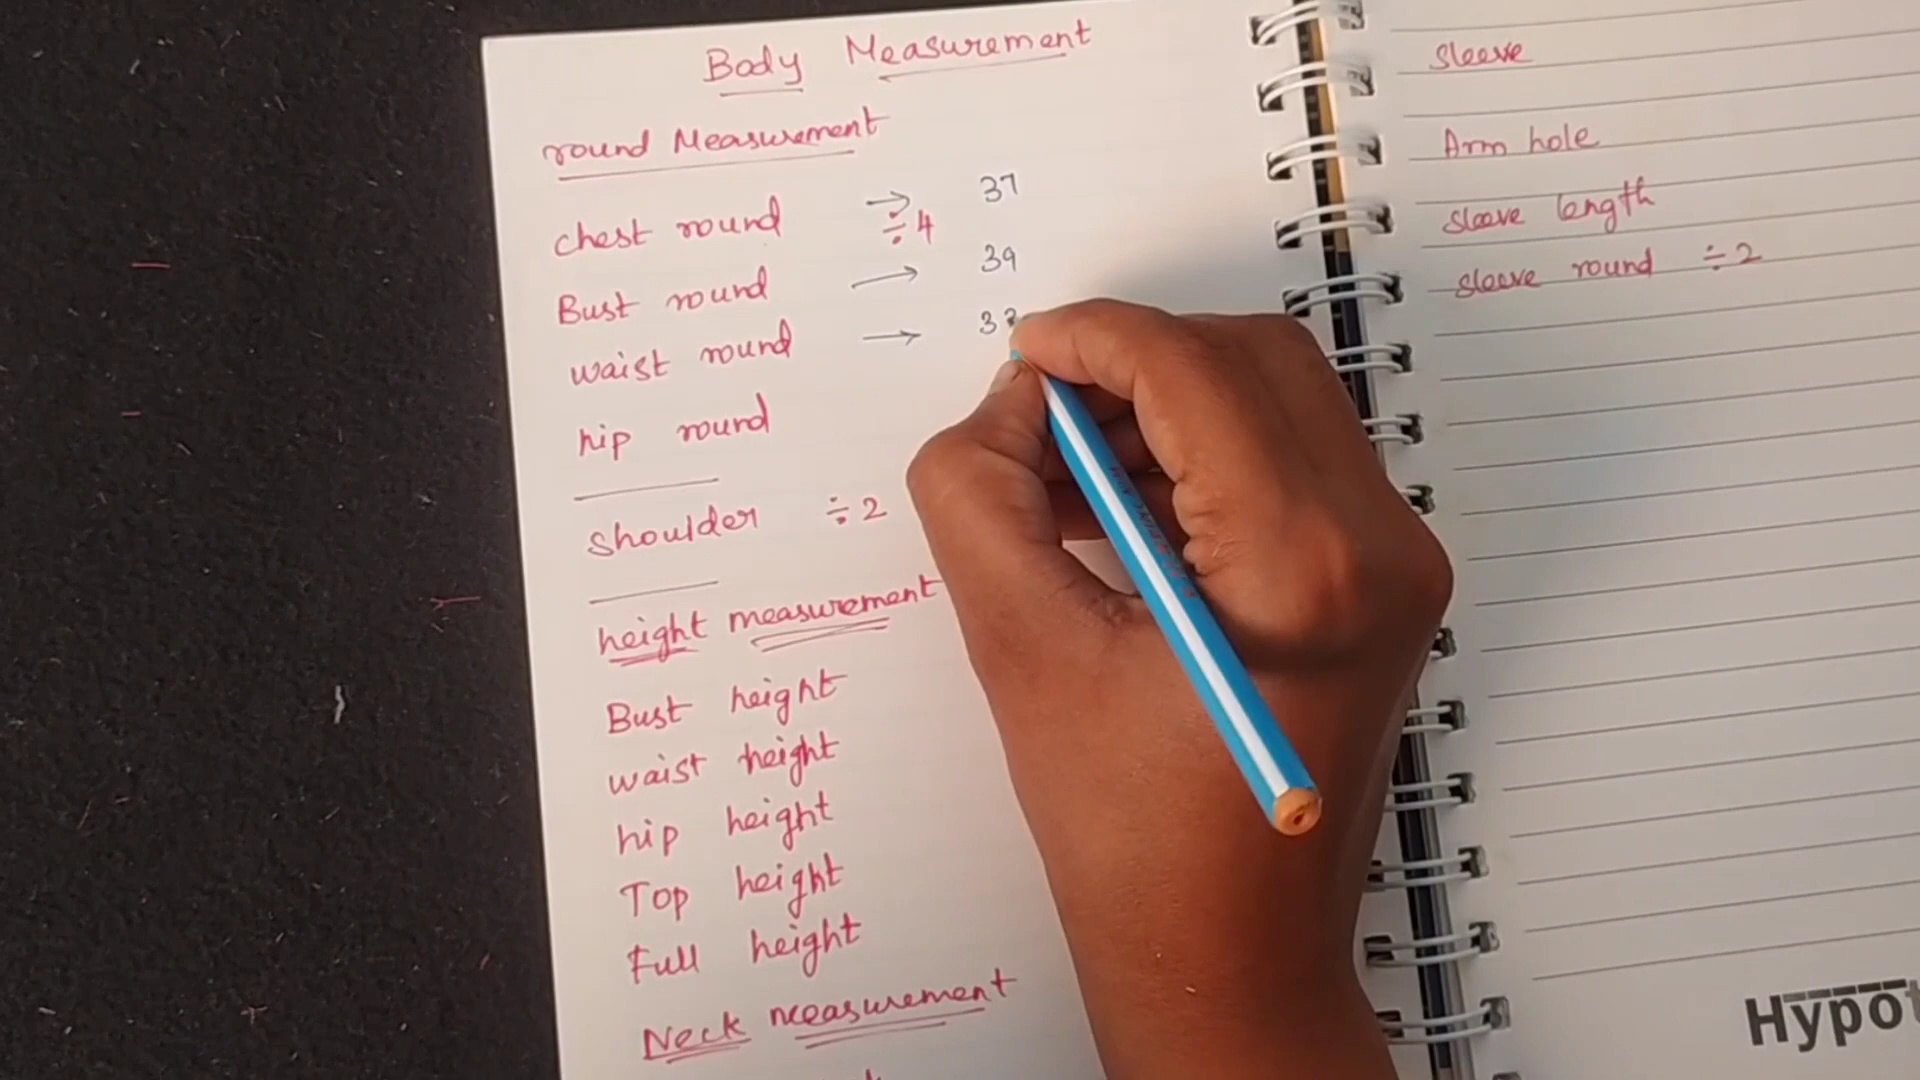 Body Measurement
round Measurement
chest round → 37
÷4
Bust round → 39
waist round →
hip round
shoulder ÷2
height measurement
Bust height
waist height
hip height
Top height
Full height
Neck measurement
Sleeve
Arm hole
Sleeve length
Sleeve round ÷2